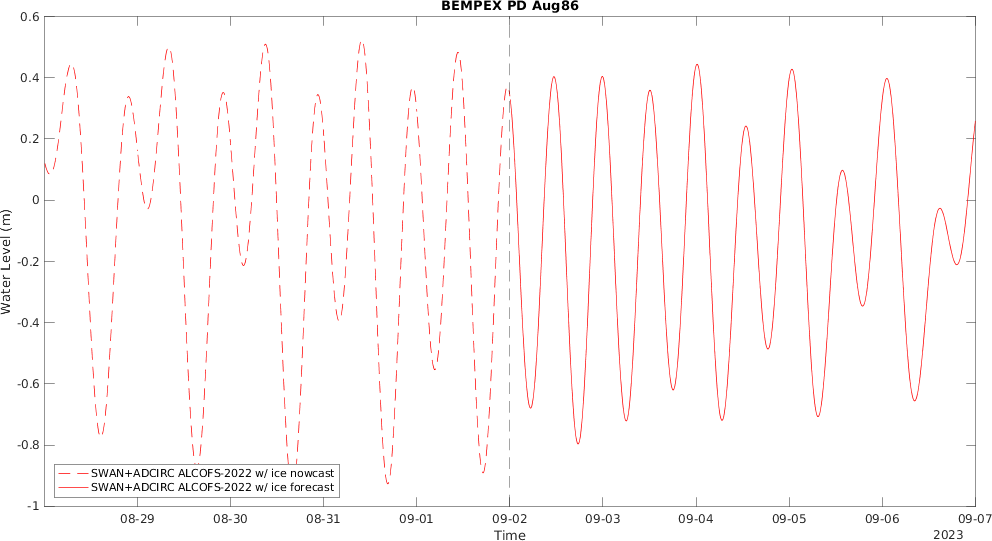 BEMPEX PD Aug86
0.6
0.4
0.2
0
-0.2
-0.4
-0.6
-0.8
-1
Water Level (m)
SWAN+ADCIRC ALCOFS-2022 w/ ice nowcast
SWAN+ADCIRC ALCOFS-2022 w/ ice forecast
08-29 08-30 08-31 09-01 09-02 09-03 09-04 09-05 09-06 09-07
Time
2023